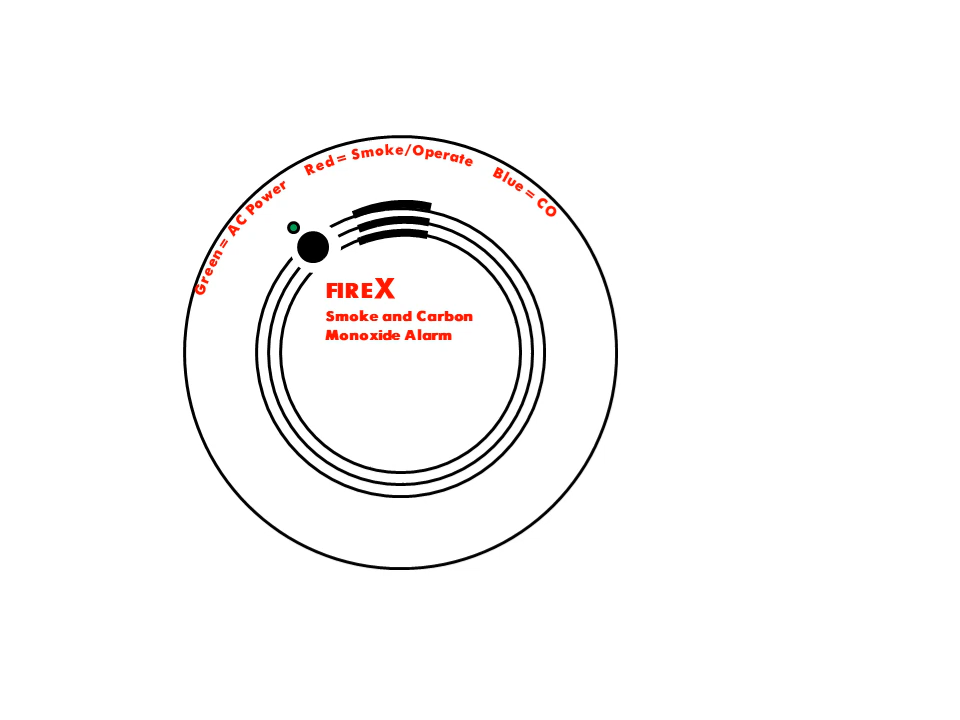 Green= AC Power Red= Smoke/Operate Blue= CO
FIREX
Smoke and Carbon
Monoxide Alarm